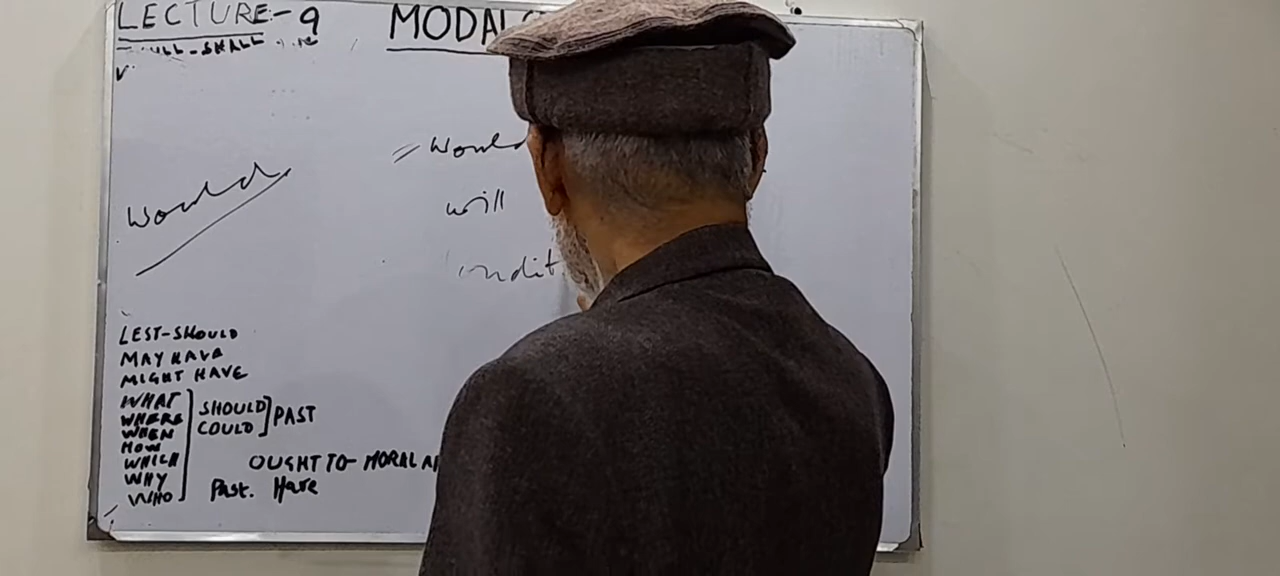 LECTURE-9
MODAL
WILL-SHALL
Would
Would
will
condit
LEST-SHOULD
MAY HAVE
MIGHT HAVE
WHAT
WHERE
WHEN
HOW
WHICH
WHY
WHO
SHOULD
COULD
PAST
OUGHT TO- MORAL
Past. Have